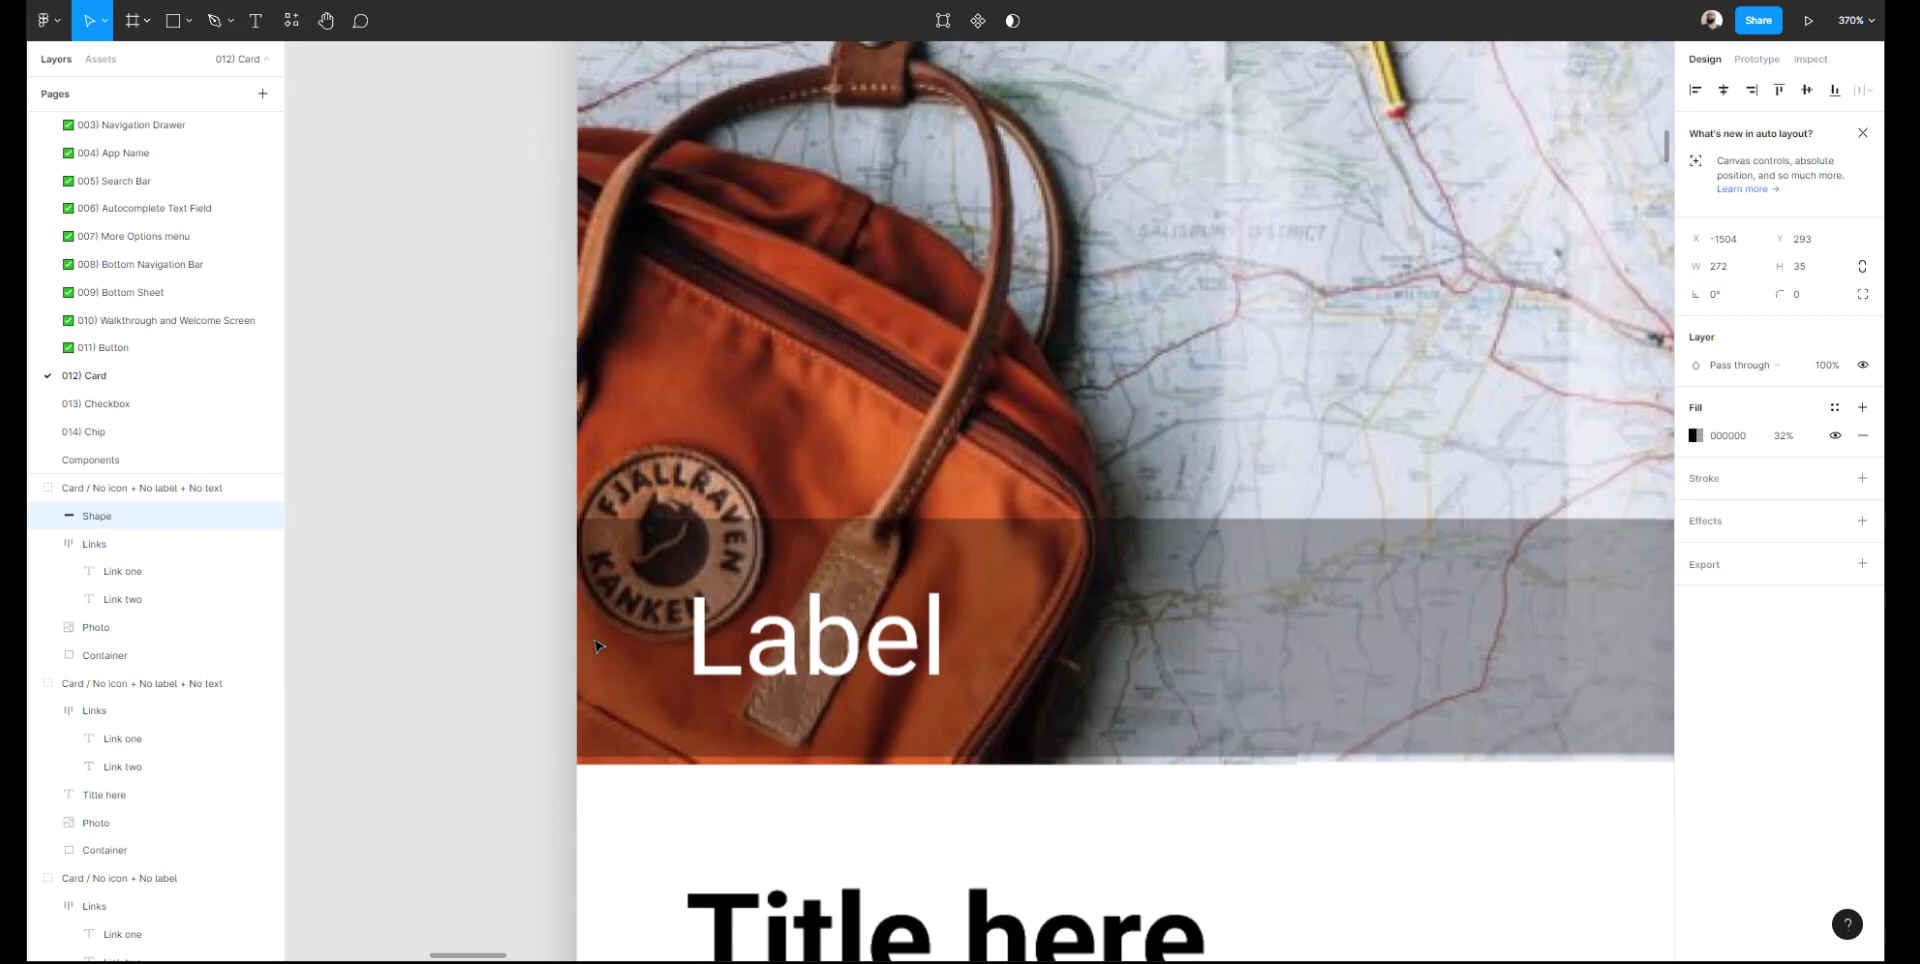 Share
370%
Layers
Assets
012) Card
Design
Prototype
Inspect
Pages
003) Navigation Drawer
004) App Name
005) Search Bar
006) Autocomplete Text Field
007) More Options menu
008) Bottom Navigation Bar
009) Bottom Sheet
010) Walkthrough and Welcome Screen
011) Button
012) Card
013) Checkbox
014) Chip
Components
Card / No icon + No label + No text
Shape
Links
Link one
Link two
Photo
Container
Card / No icon + No label + No text
Links
Link one
Link two
Title here
Photo
Container
Card / No icon + No label
Links
Link one
SALISBURY DISTRICT
FJALLRAVEN
KANKEN
Label
Title here
What's new in auto layout?
Canvas controls, absolute
position, and so much more.
Learn more →
X -1504 Y 293
W 272 H 35
0° 0
Layer
Pass through 100%
Fill
000000 32%
Stroke
Effects
Export
?